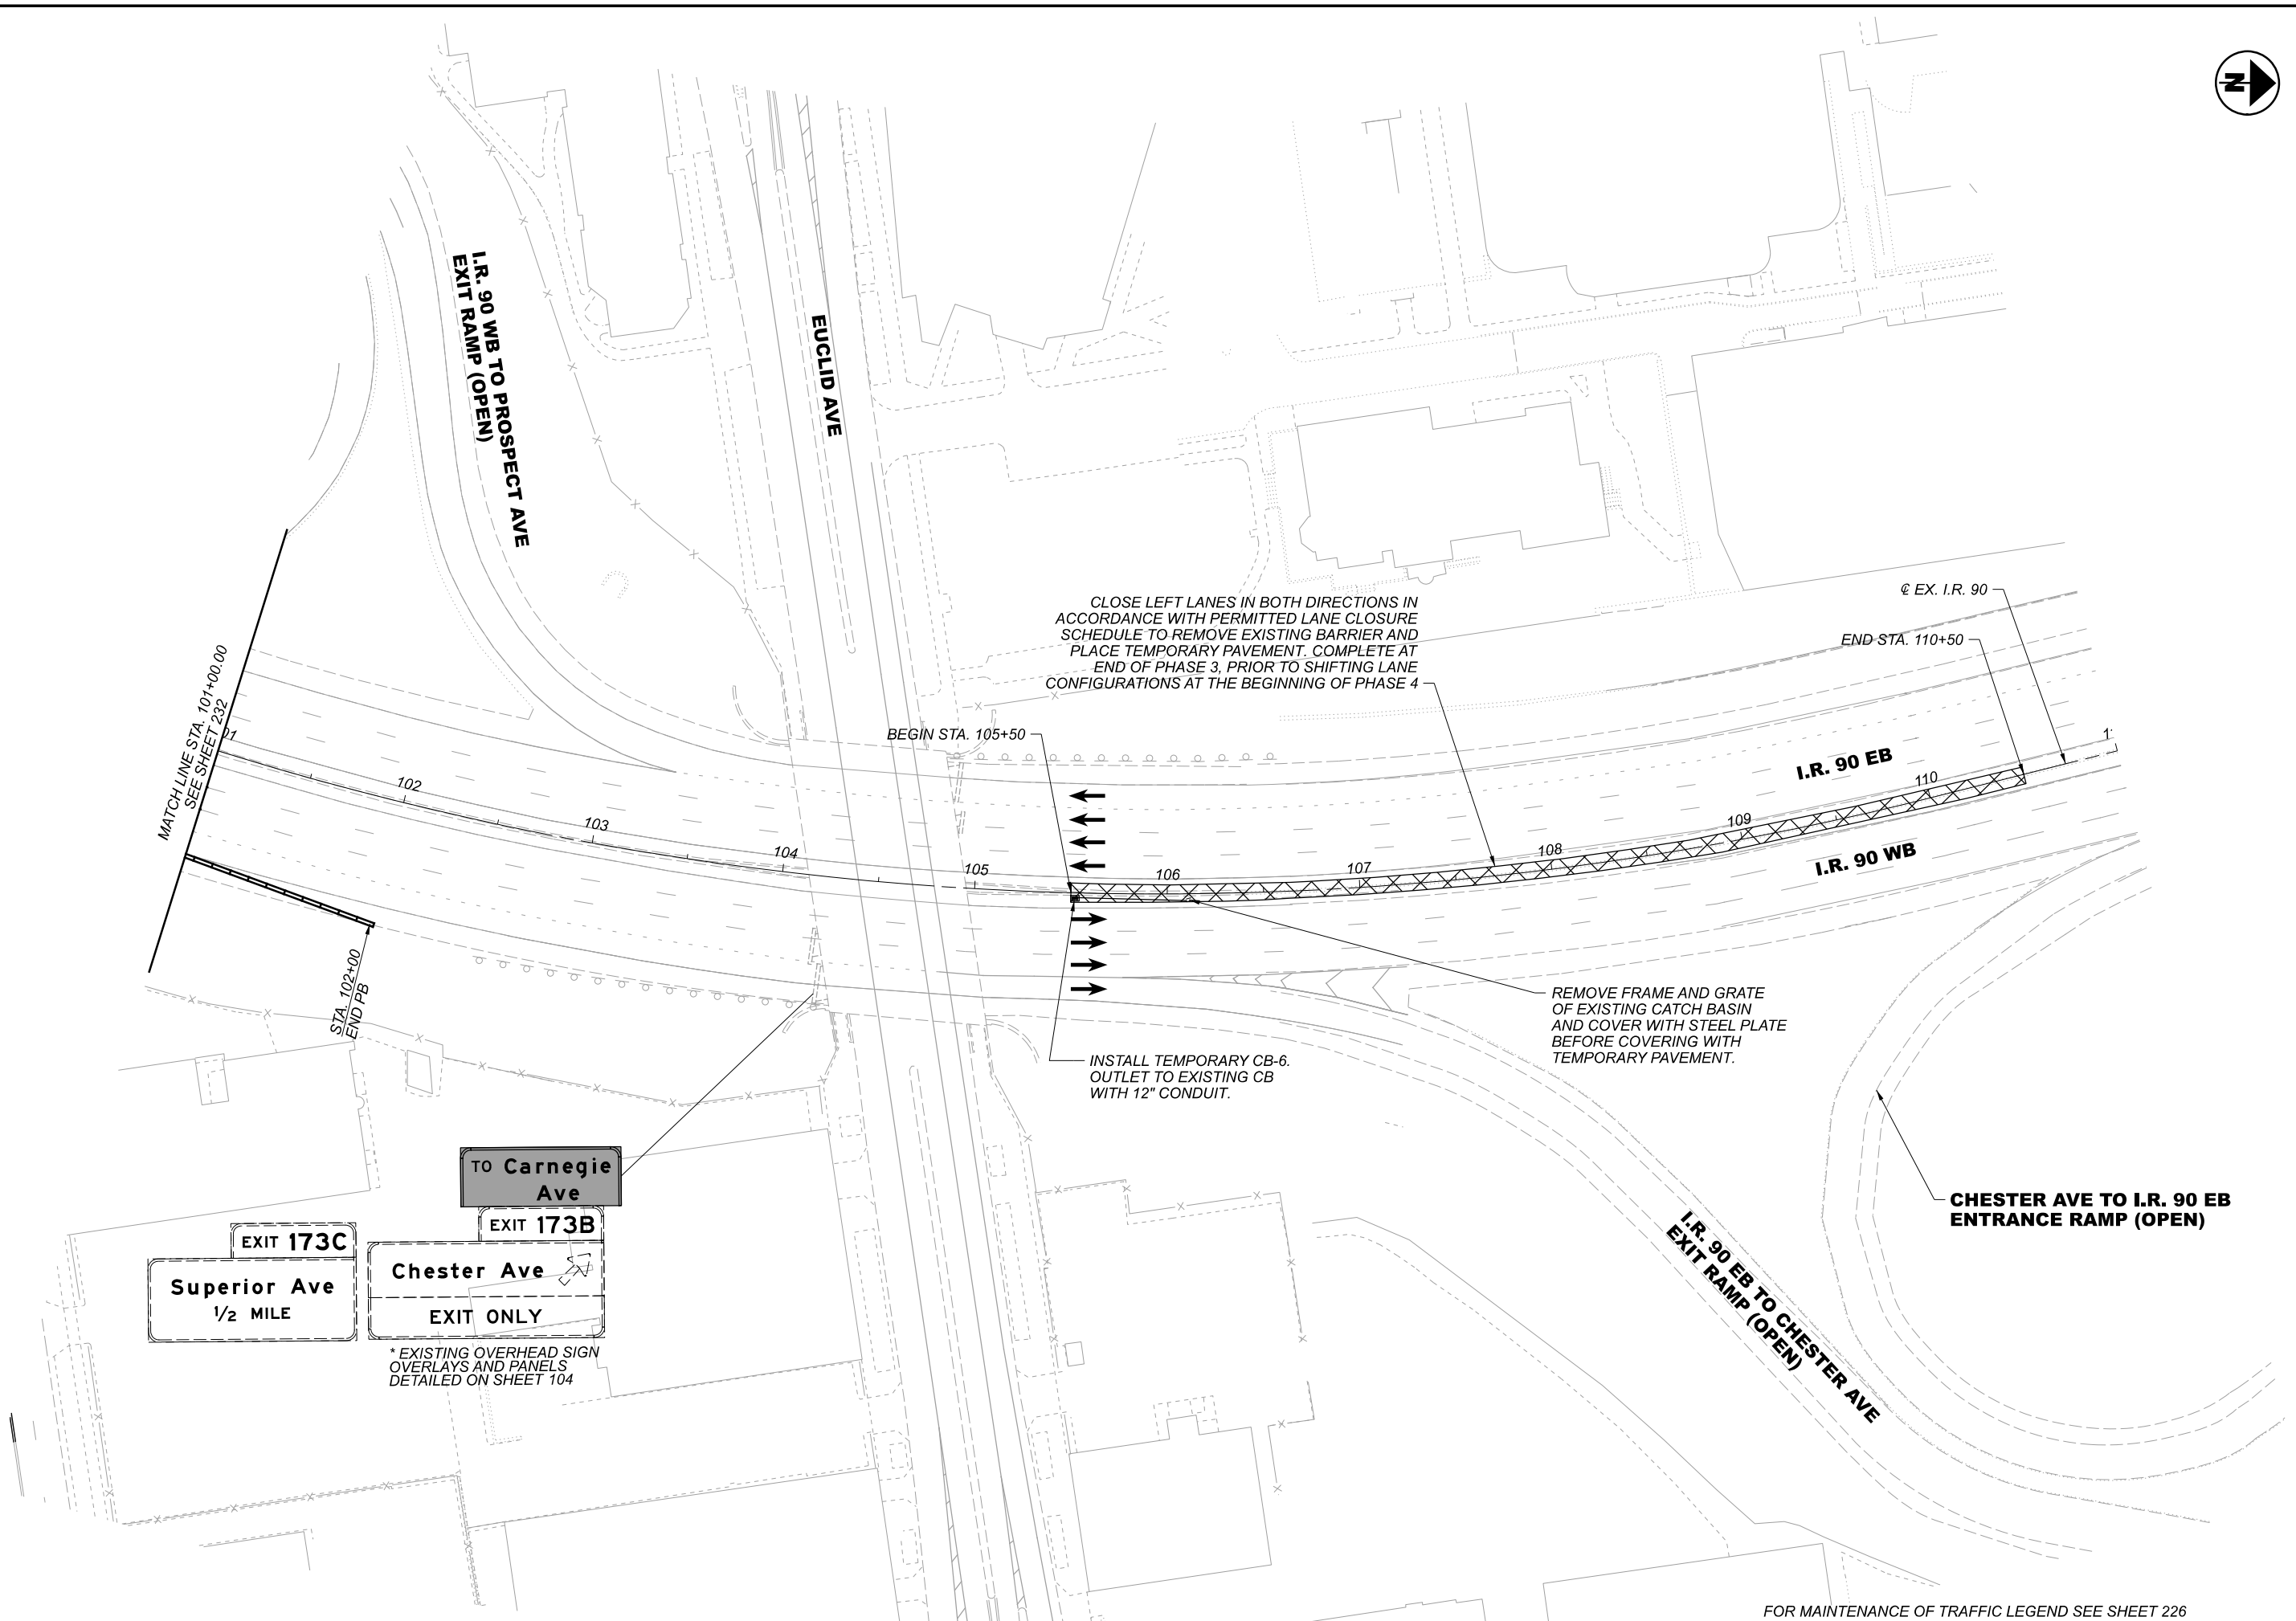 N
I.R. 90 WB TO PROSPECT AVE
EXIT RAMP (OPEN)
EUCLID AVE
CLOSE LEFT LANES IN BOTH DIRECTIONS IN
ACCORDANCE WITH PERMITTED LANE CLOSURE
SCHEDULE TO REMOVE EXISTING BARRIER AND
PLACE TEMPORARY PAVEMENT. COMPLETE AT
END OF PHASE 3, PRIOR TO SHIFTING LANE
CONFIGURATIONS AT THE BEGINNING OF PHASE 4
℄ EX. I.R. 90
END STA. 110+50
MATCH LINE STA. 101+00.00
SEE SHEET 232
BEGIN STA. 105+50
I.R. 90 EB
I.R. 90 WB
01
102
103
104
105
106
107
108
109
110
1
STA. 102+00
END PB
REMOVE FRAME AND GRATE
OF EXISTING CATCH BASIN
AND COVER WITH STEEL PLATE
BEFORE COVERING WITH
TEMPORARY PAVEMENT.
INSTALL TEMPORARY CB-6.
OUTLET TO EXISTING CB
WITH 12" CONDUIT.
TO Carnegie
Ave
EXIT 173B
Chester Ave
EXIT ONLY
EXIT 173C
Superior Ave
1/2 MILE
* EXISTING OVERHEAD SIGN
OVERLAYS AND PANELS
DETAILED ON SHEET 104
CHESTER AVE TO I.R. 90 EB
ENTRANCE RAMP (OPEN)
I.R. 90 EB TO CHESTER AVE
EXIT RAMP (OPEN)
FOR MAINTENANCE OF TRAFFIC LEGEND SEE SHEET 226